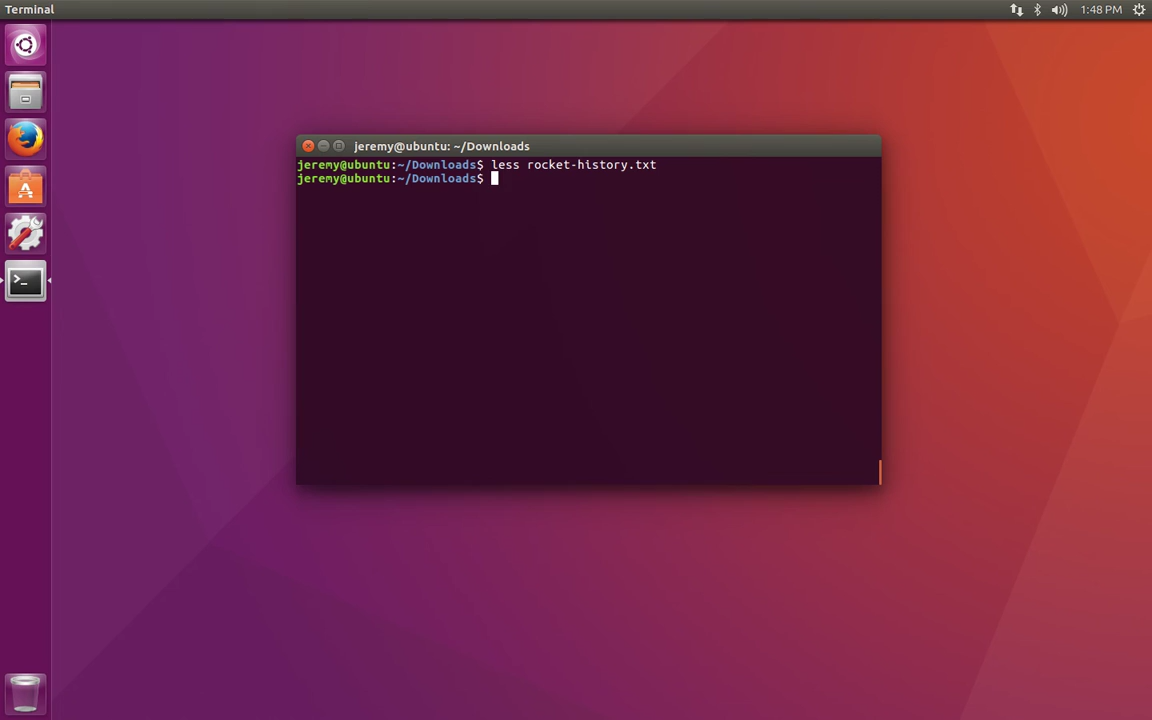 Terminal
1:48 PM
jeremy@ubuntu: ~/Downloads
jeremy@ubuntu:~/Downloads$ less rocket-history.txt
jeremy@ubuntu:~/Downloads$